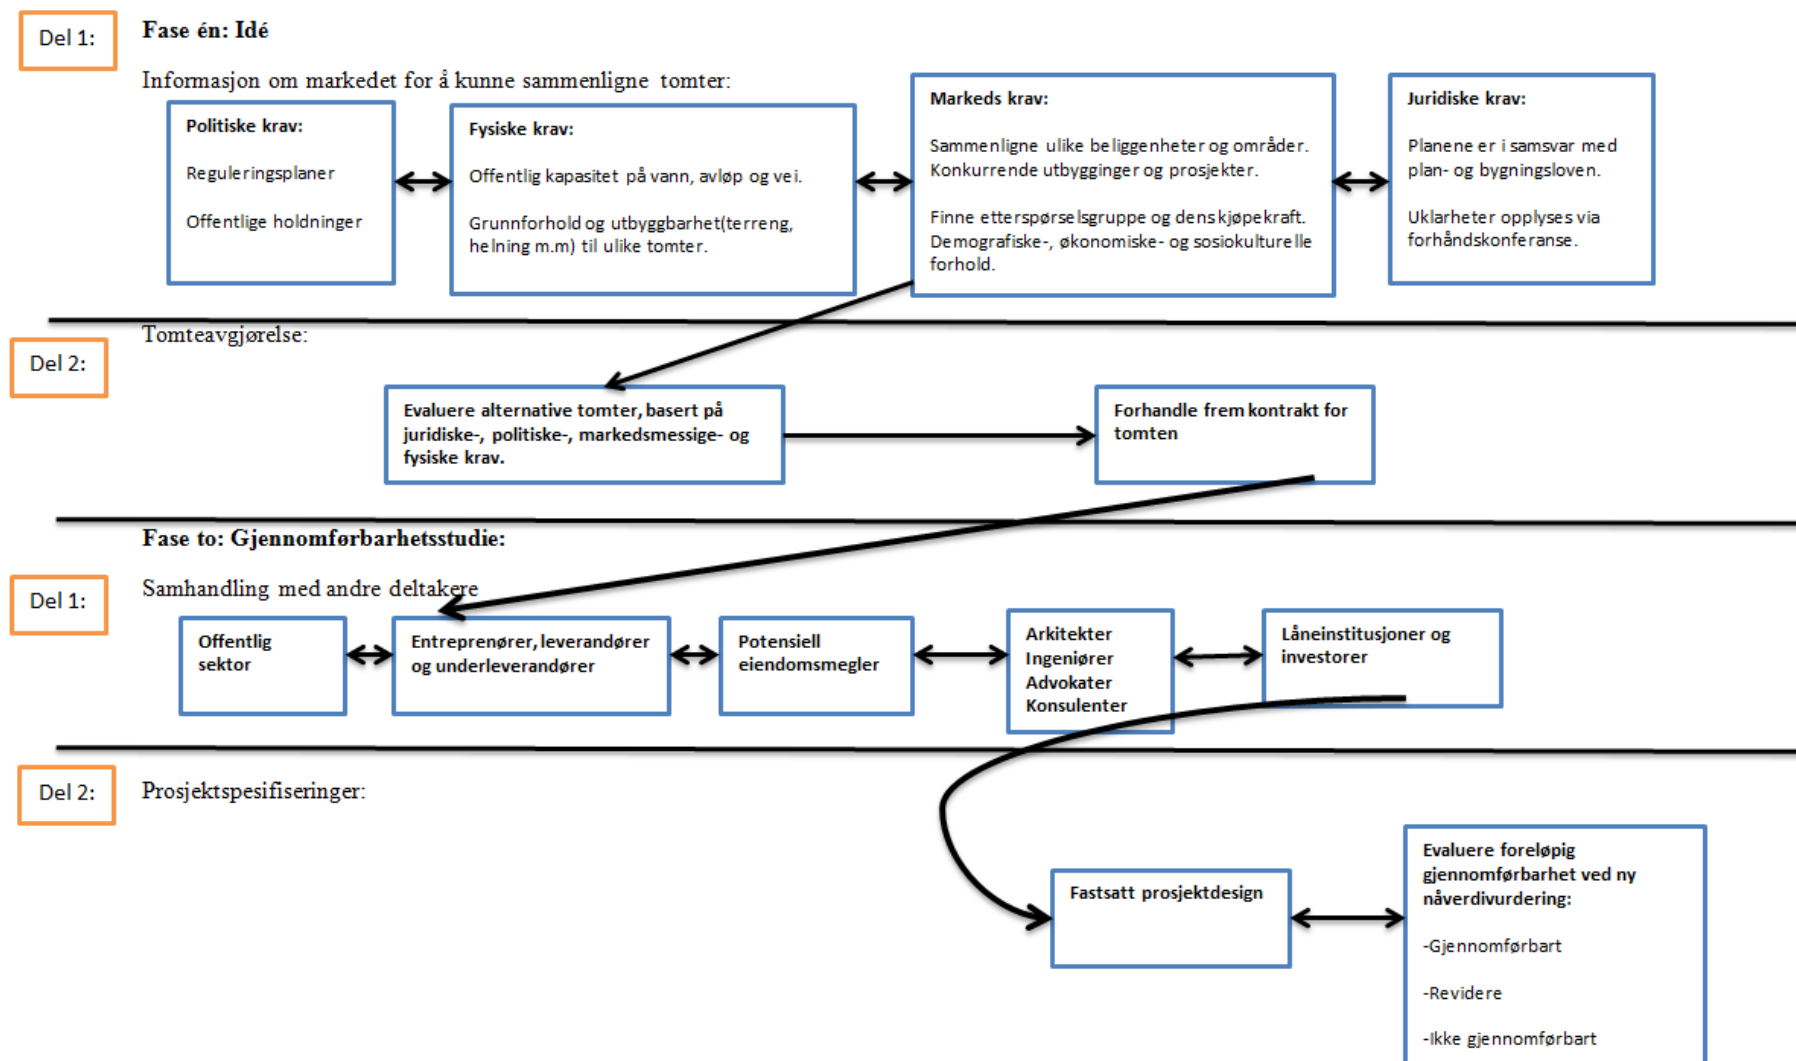 Del 1:
Fase én: Idé
Informasjon om markedet for å kunne sammenligne tomter:
Politiske krav:
Reguleringsplaner
Offentlige holdninger
Fysiske krav:
Offentlig kapasitet på vann, avløp og vei.
Grunnforhold og utbyggbarhet(terreng,
helning m.m) til ulike tomter.
Markeds krav:
Sammenligne ulike beliggenheter og områder.
Konkurrende utbygginger og prosjekter.
Finne etterspørselsgruppe og dens kjøpekraft.
Demografiske-, økonomiske- og sosiokulturelle
forhold.
Juridiske krav:
Planene er i samsvar med
plan- og bygningsloven.
Uklarheter opplyses via
forhåndskonferanse.
Del 2:
Tomteavgjørelse:
Evaluere alternative tomter, basert på
juridiske-, politiske-, markedsmessige- og
fysiske krav.
Forhandle frem kontrakt for
tomten
Fase to: Gjennomførbarhetsstudie:
Del 1:
Samhandling med andre deltakere
Offentlig
sektor
Entreprenører, leverandører
og underleverandører
Potensiell
eiendomsmegler
Arkitekter
Ingeniører
Advokater
Konsulenter
Låneinstitusjoner og
investorer
Del 2:
Prosjektspesifiseringer:
Fastsatt prosjektdesign
Evaluere foreløpig
gjennomførbarhet ved ny
nåverdivurdering:
-Gjennomførbart
-Revidere
-Ikke gjennomførbart